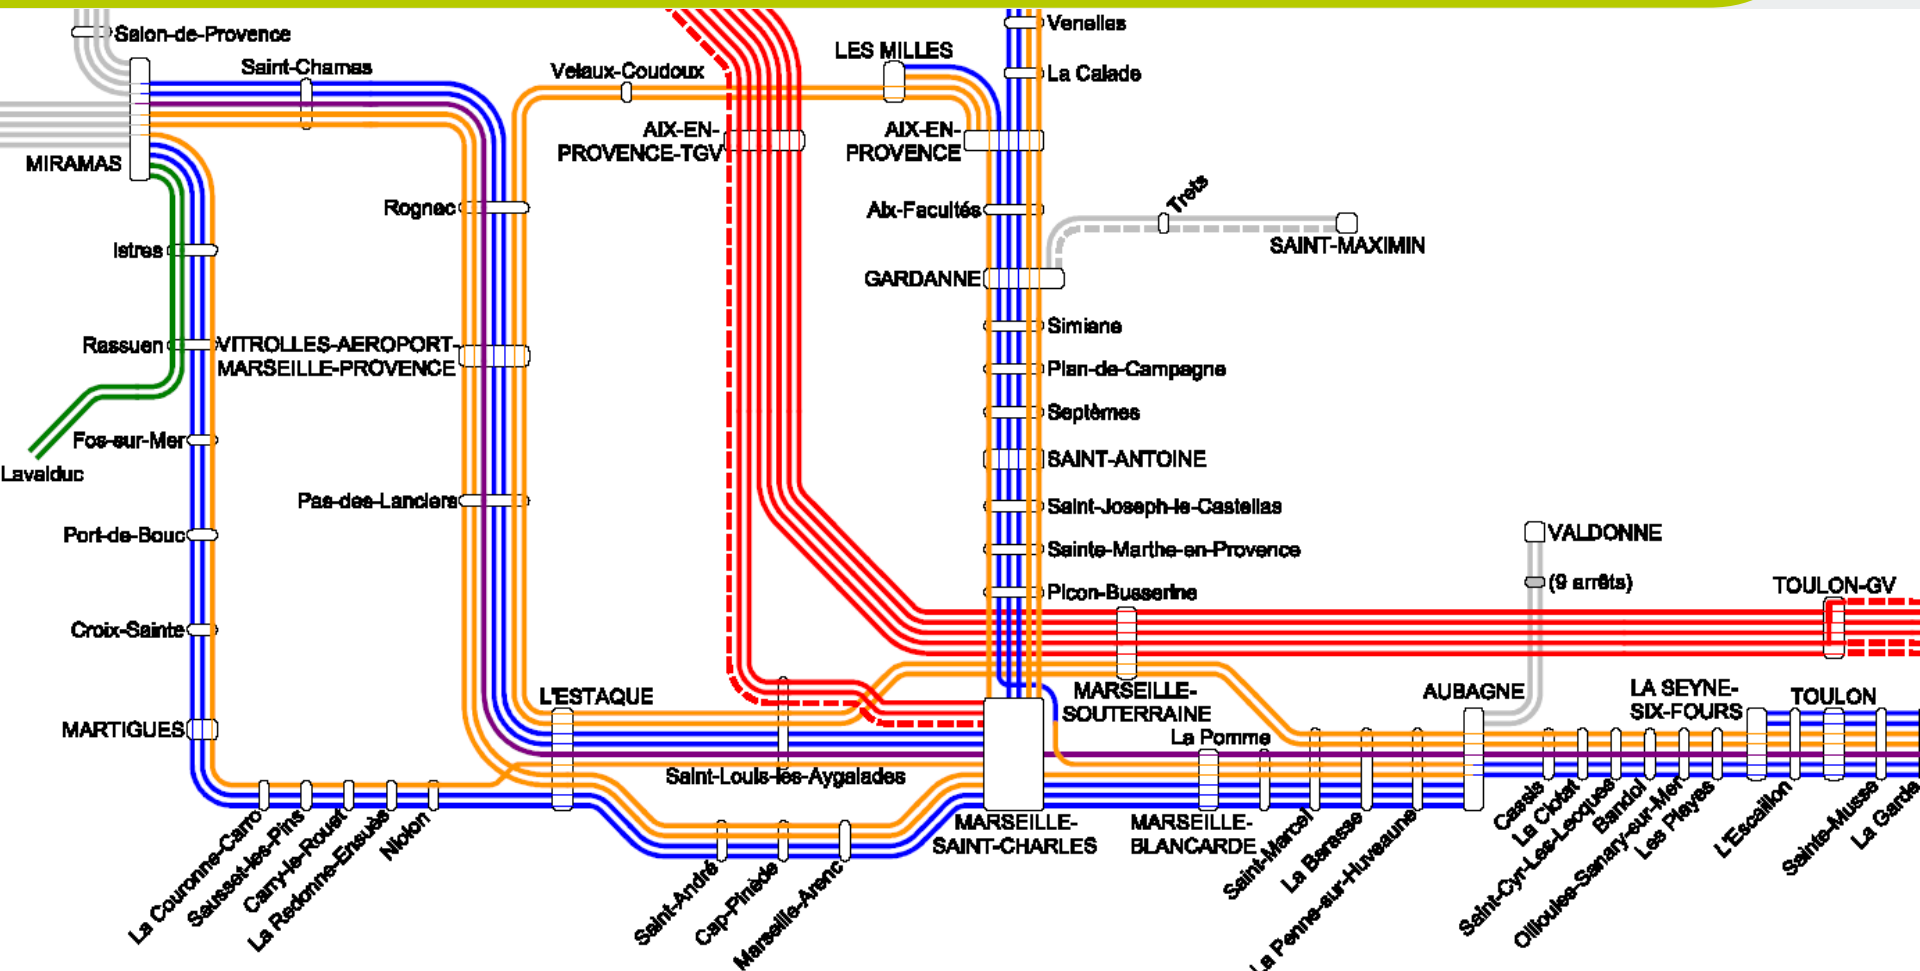 Venelles
Salon-de-Provence
LES MILLES
Saint-Chamas
Velaux-Coudoux
La Calade
AIX-EN-
PROVENCE-TGV
AIX-EN-
PROVENCE
MIRAMAS
Trets
Rognac
Aix-Facultés
SAINT-MAXIMIN
Istres
GARDANNE
Simiane
Rassuen
VITROLLES-AEROPORT-
MARSEILLE-PROVENCE
Plan-de-Campagne
Septèmes
Fos-sur-Mer
SAINT-ANTOINE
Lavalduc
Pas-des-Lanciers
Saint-Joseph-le-Castellas
Port-de-Bouc
VALDONNE
Sainte-Marthe-en-Provence
(9 arrêts)
Picon-Busserine
TOULON-GV
Croix-Sainte
L'ESTAQUE
MARSEILLE-
SOUTERRAINE
AUBAGNE
LA SEYNE-
SIX-FOURS
TOULON
MARTIGUES
La Pomme
Saint-Louis-les-Aygalades
MARSEILLE-
SAINT-CHARLES
MARSEILLE-
BLANCARDE
La Couronne-Carro
Sausset-les-Pins
Carry-le-Rouet
La Redonne-Ensuès
Niolon
Saint-André
Cap-Pinède
Marseille-Arenc
Saint-Marcel
La Barasse
La Penne-sur-Huveaune
Cassis
La Ciotat
Saint-Cyr-Les-Lecques
Bandol
Ollioules-Sanary-sur-Mer
Les Playes
L'Escaillon
Sainte-Musse
La Garde